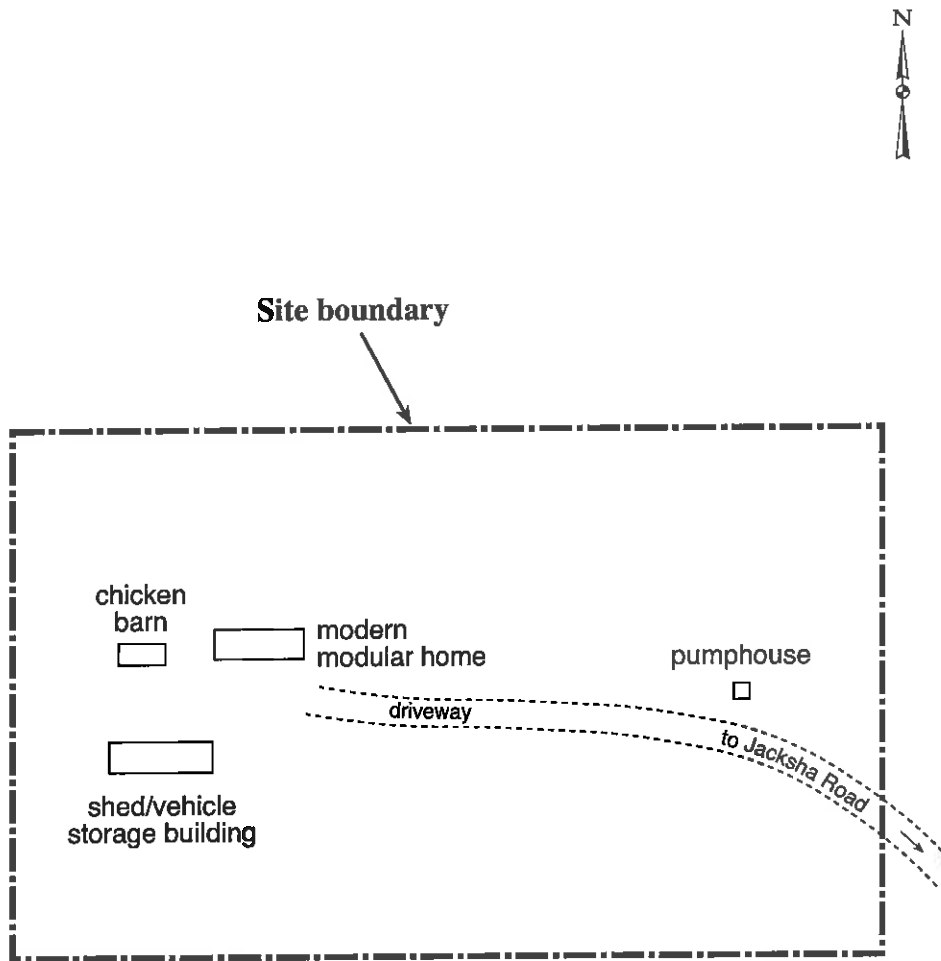 N
Site boundary
chicken
barn
modern
modular home
pumphouse
driveway
to Jacksha Road
shed/vehicle
storage building